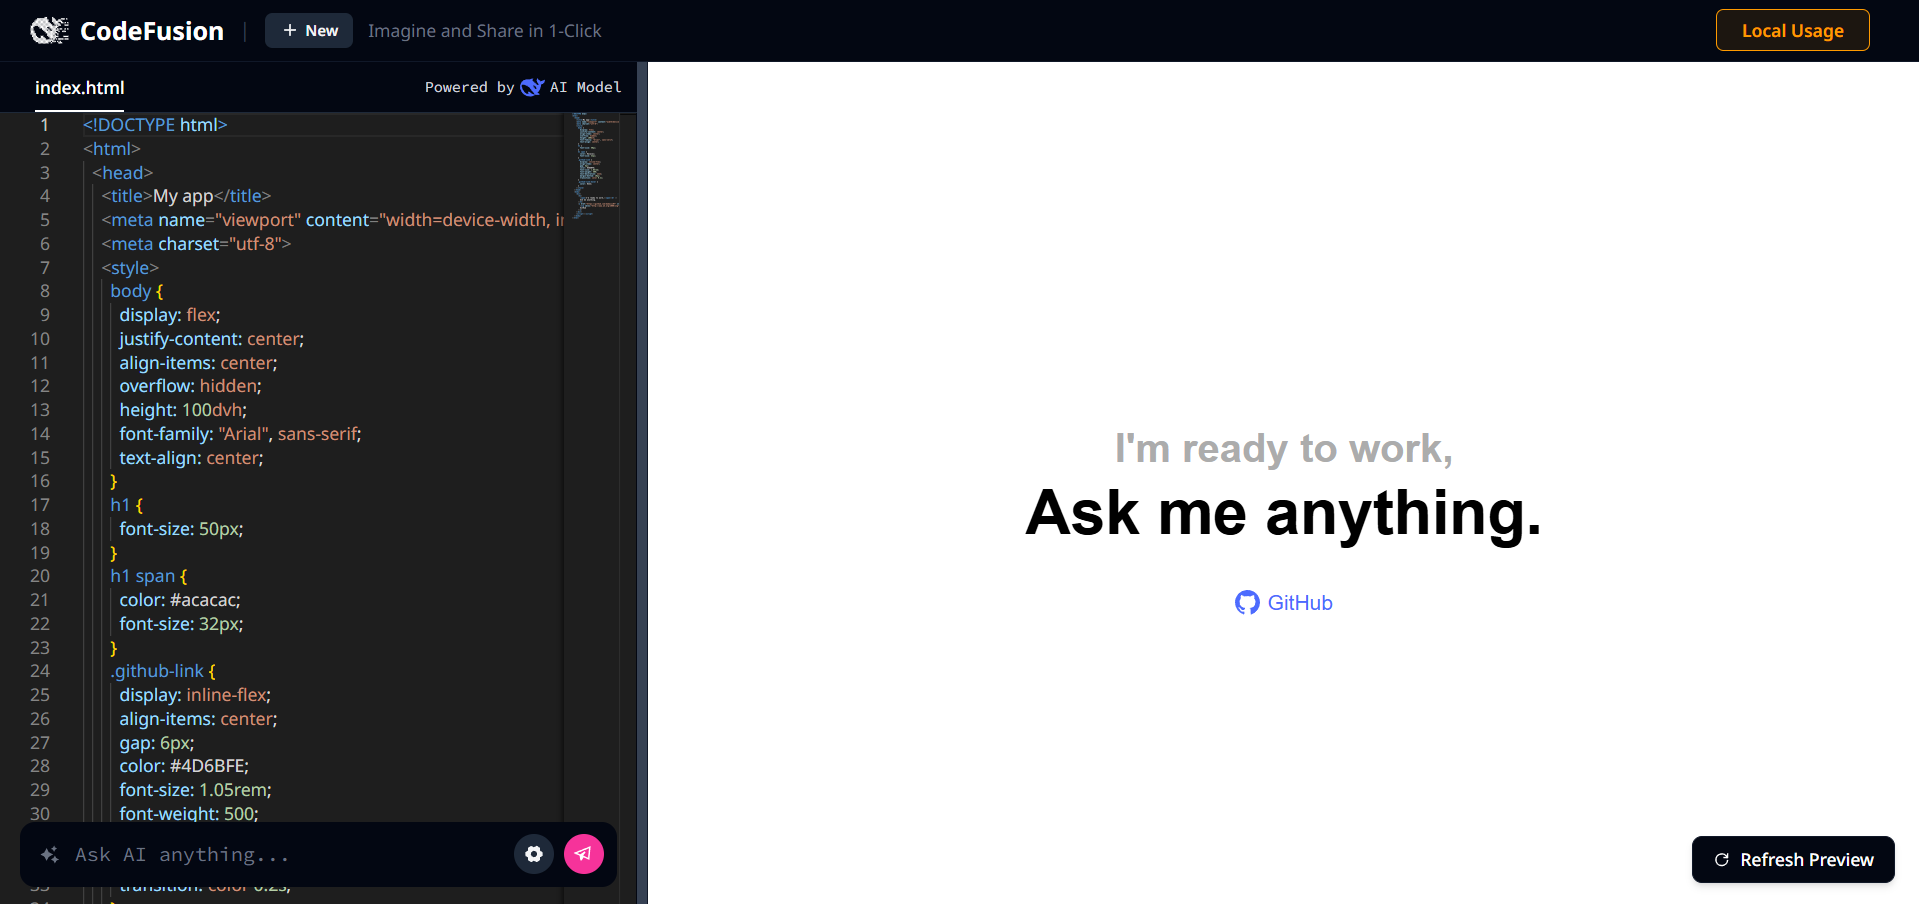 CodeFusion
+ New
Imagine and Share in 1-Click
Local Usage
index.html
Powered by AI Model
1 <!DOCTYPE html>
2 <html>
3 <head>
4 <title>My app</title>
5 <meta name="viewport" content="width=device-width, in
6 <meta charset="utf-8">
7 <style>
8 body {
9 display: flex;
10 justify-content: center;
11 align-items: center;
12 overflow: hidden;
13 height: 100dvh;
14 font-family: "Arial", sans-serif;
15 text-align: center;
16 }
17 h1 {
18 font-size: 50px;
19 }
20 h1 span {
21 color: #acacac;
22 font-size: 32px;
23 }
24 .github-link {
25 display: inline-flex;
26 align-items: center;
27 gap: 6px;
28 color: #4D6BFE;
29 font-size: 1.05rem;
30 font-weight: 500;
Ask AI anything...
33 transition: color 0.2s;
I'm ready to work,
Ask me anything.
GitHub
Refresh Preview